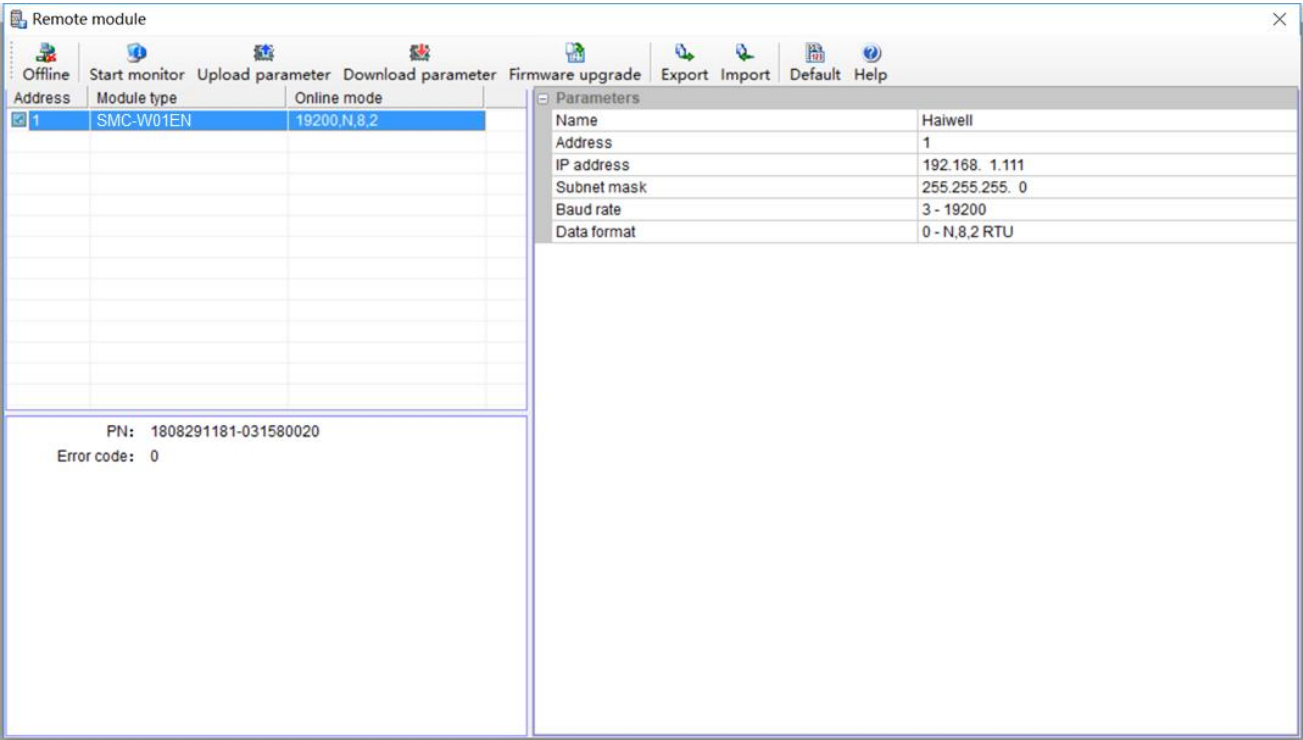 Remote module
Offline Start monitor Upload parameter Download parameter Firmware upgrade Export Import Default Help
Address Module type Online mode
1 SMC-W01EN 19200,N,8,2
Parameters
Name Haiwell
Address 1
IP address 192.168. 1.111
Subnet mask 255.255.255. 0
Baud rate 3 - 19200
Data format 0 - N,8,2 RTU
PN: 1808291181-031580020
Error code: 0